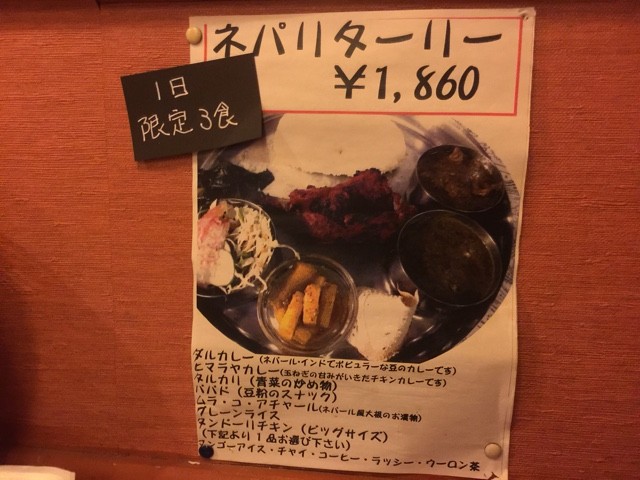 ネパリターリー
¥1,860
1日
限定3食
ダルカレー(ネパール・インドでポピュラーな豆のカレーです)
ヒマラヤカレー(玉ねぎの甘みがいきたチキンカレーです)
タルカリ(青菜の炒め物)
パパド(豆粉のスナック)
ムラ・コ・アチャール(ネパール風大根のお漬物)
プレーンライス
タンドーリチキン(ビッグサイズ)
(下記より1品お選び下さい)
マンゴーアイス・チャイ・コーヒー・ラッシー・ウーロン茶